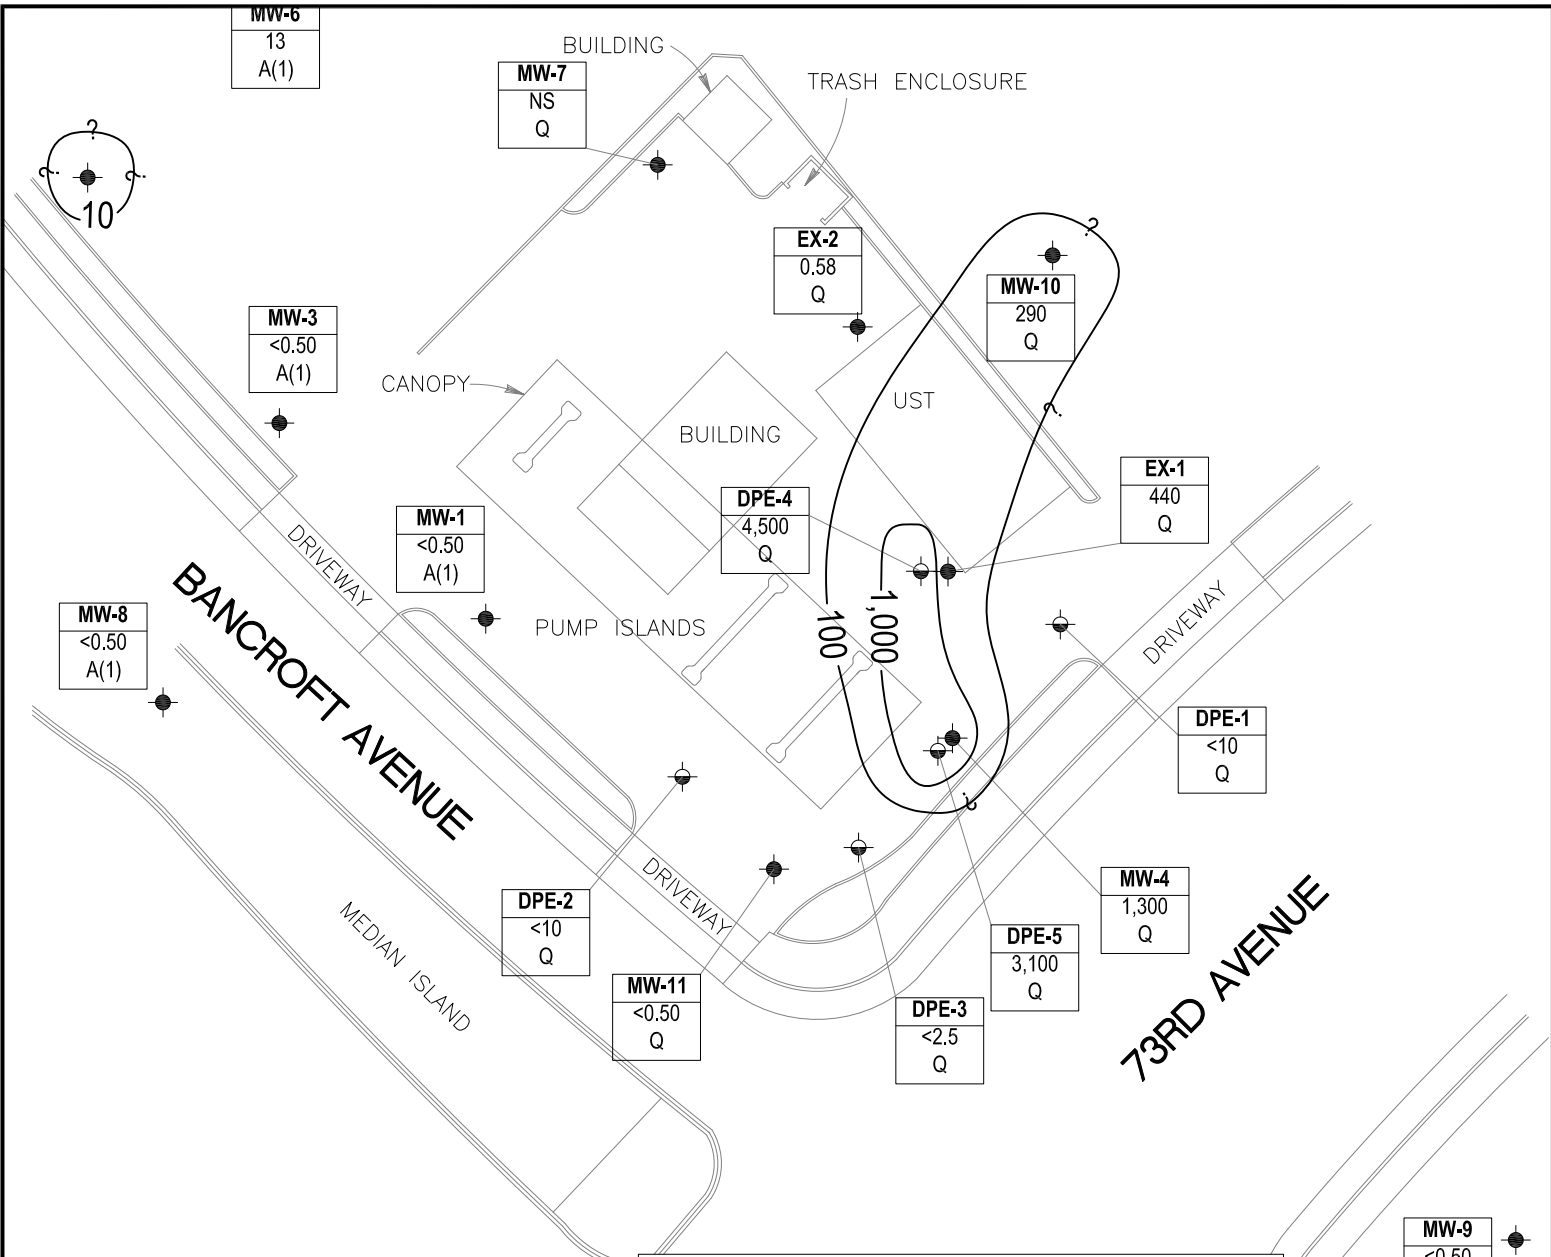 MW-6
13
A(1)
BUILDING
MW-7
NS
Q
TRASH ENCLOSURE
?
?
?
10
EX-2
0.58
Q
?
MW-10
290
Q
MW-3
<0.50
A(1)
CANOPY
UST
?
BUILDING
EX-1
440
Q
DPE-4
4,500
Q
MW-1
<0.50
A(1)
DRIVEWAY
BANCROFT AVENUE
MW-8
<0.50
A(1)
PUMP ISLANDS
100
1,000
DRIVEWAY
DPE-1
<10
Q
?
DRIVEWAY
DPE-2
<10
Q
MEDIAN ISLAND
MW-4
1,300
Q
DPE-5
3,100
Q
MW-11
<0.50
Q
DPE-3
<2.5
Q
73RD AVENUE
MW-9
<0.50